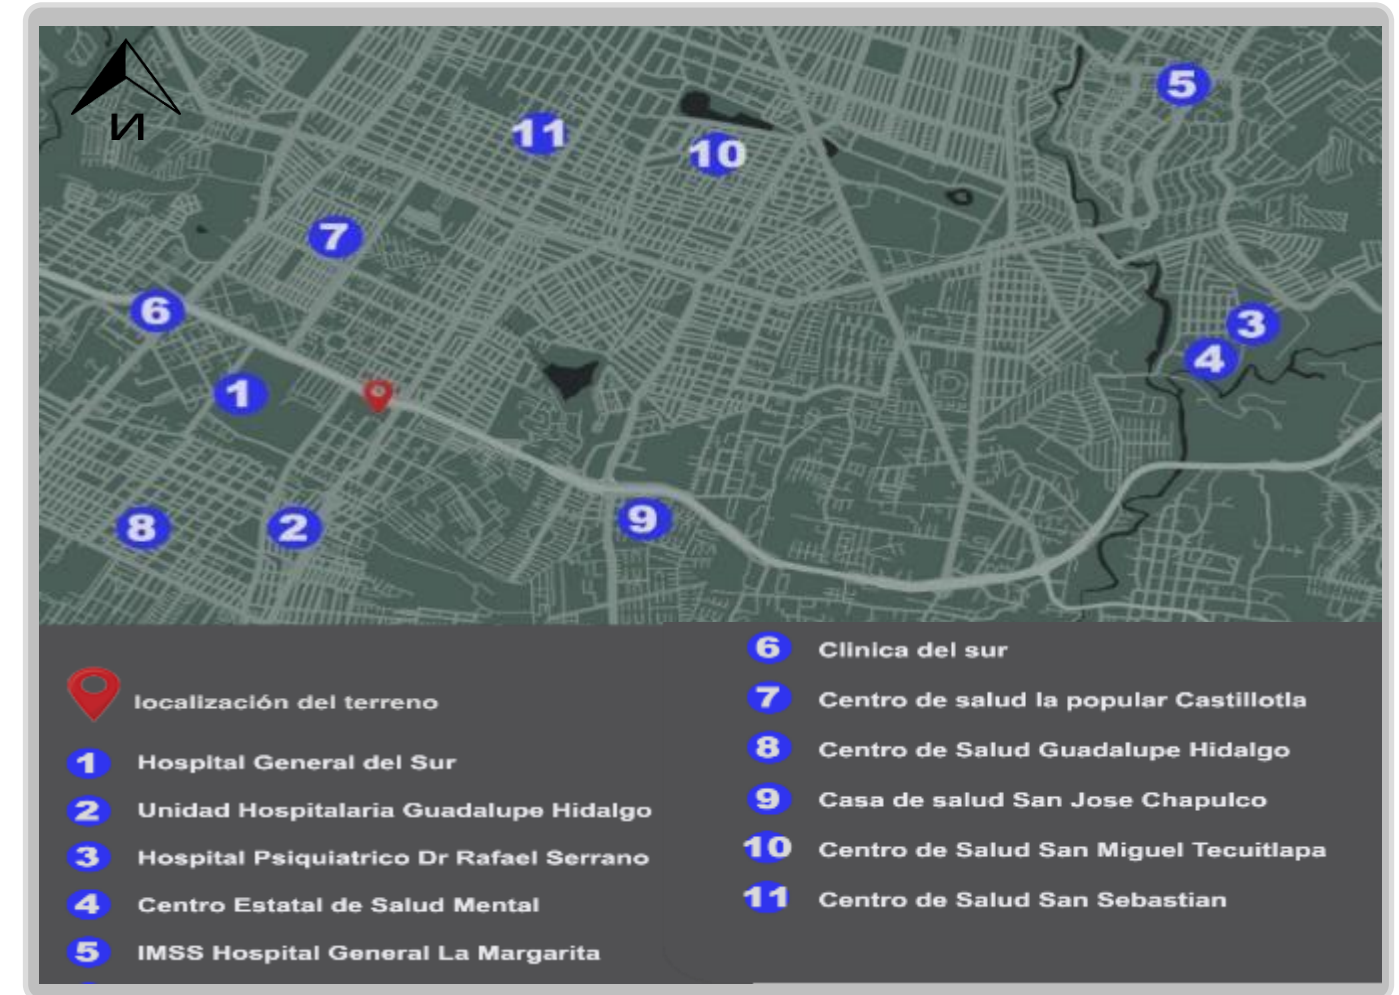 И
5
11
10
7
6
3
4
1
8
2
9
localización del terreno
1 Hospital General del Sur
2 Unidad Hospitalaria Guadalupe Hidalgo
3 Hospital Psiquiatrico Dr Rafael Serrano
4 Centro Estatal de Salud Mental
5 IMSS Hospital General La Margarita
6 Clinica del sur
7 Centro de salud la popular Castillotla
8 Centro de Salud Guadalupe Hidalgo
9 Casa de salud San Jose Chapulco
10 Centro de Salud San Miguel Tecuitlapa
11 Centro de Salud San Sebastian